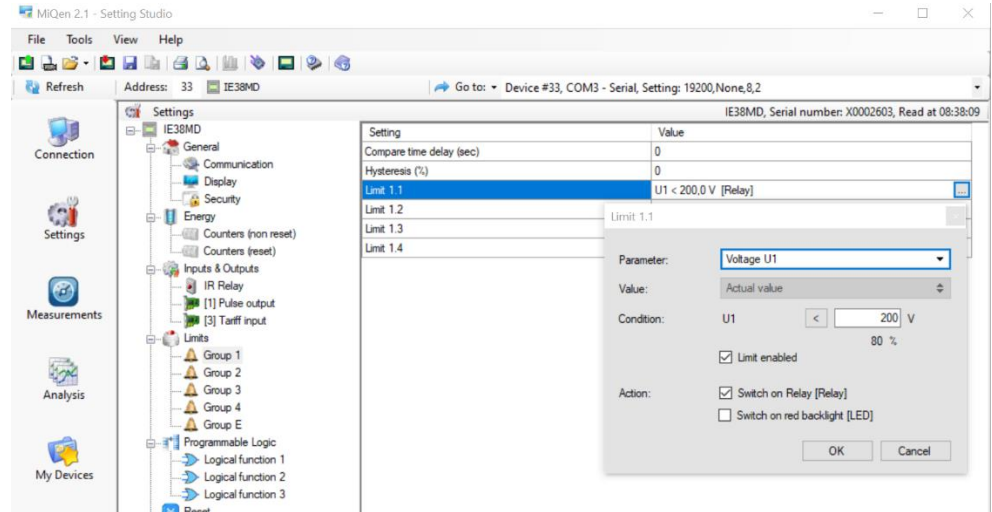 MiQen 2.1 - Setting Studio
File Tools View Help
Refresh Address: 33 IE38MD Go to: Device #33, COM3 - Serial, Setting: 19200,None,8,2
Settings IE38MD, Serial number: X0002603, Read at 08:38:09
Connection
Settings
Measurements
Analysis
My Devices
IE38MD
General
Communication
Display
Security
Energy
Counters (non reset)
Counters (reset)
Inputs & Outputs
IR Relay
[1] Pulse output
[3] Tariff input
Limits
Group 1
Group 2
Group 3
Group 4
Group E
Programmable Logic
Logical function 1
Logical function 2
Logical function 3
Reset
Setting Value
Compare time delay (sec) 0
Hysteresis (%) 0
Limit 1.1 U1 < 200,0 V [Relay] ...
Limit 1.2
Limit 1.3
Limit 1.4
Limit 1.1
Parameter: Voltage U1
Value: Actual value
Condition: U1 < 200 V
80 %
Limit enabled
Action: Switch on Relay [Relay]
Switch on red backlight [LED]
OK Cancel